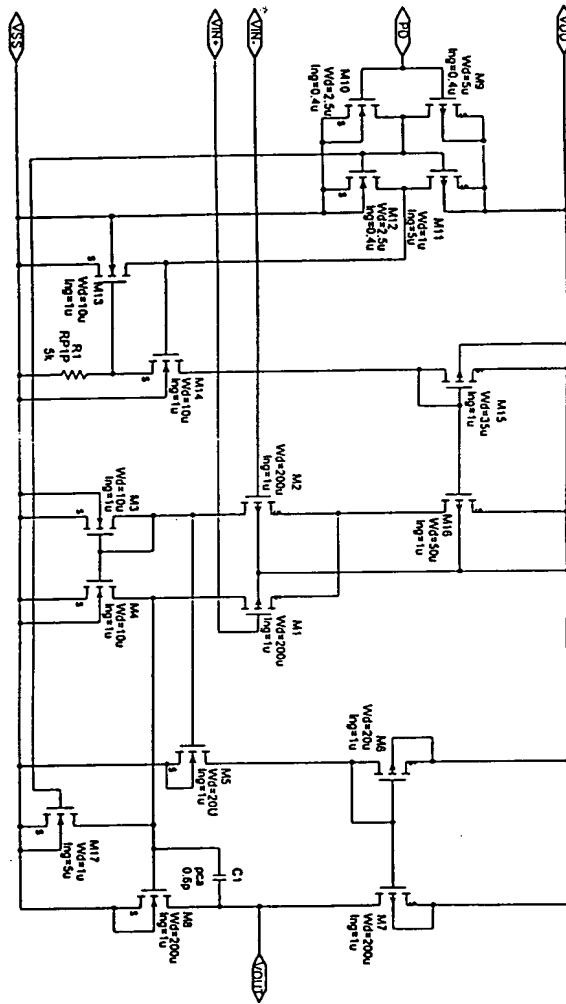 VSS
VIN+
VIN-
PD
VDD
M10
Wd=2.5u
lng=0.4u
M9
Wd=5u
lng=0.4u
M12
Wd=2.5u
lng=0.4u
M11
Wd=1u
lng=5u
M13
Wd=10u
lng=1u
R1
RP1P
5k
M14
Wd=10u
lng=1u
M15
Wd=35u
lng=1u
M3
Wd=10u
lng=1u
M2
Wd=200u
lng=1u
M16
Wd=50u
lng=1u
M4
Wd=10u
lng=1u
M1
Wd=200u
lng=1u
M5
Wd=20U
lng=1u
M6
Wd=20u
lng=1u
M17
Wd=1u
lng=5u
C1
pca
0.6p
M8
Wd=200u
lng=1u
M7
Wd=200u
lng=1u
VOUT
S
S
S
S
S
S
S
S
S